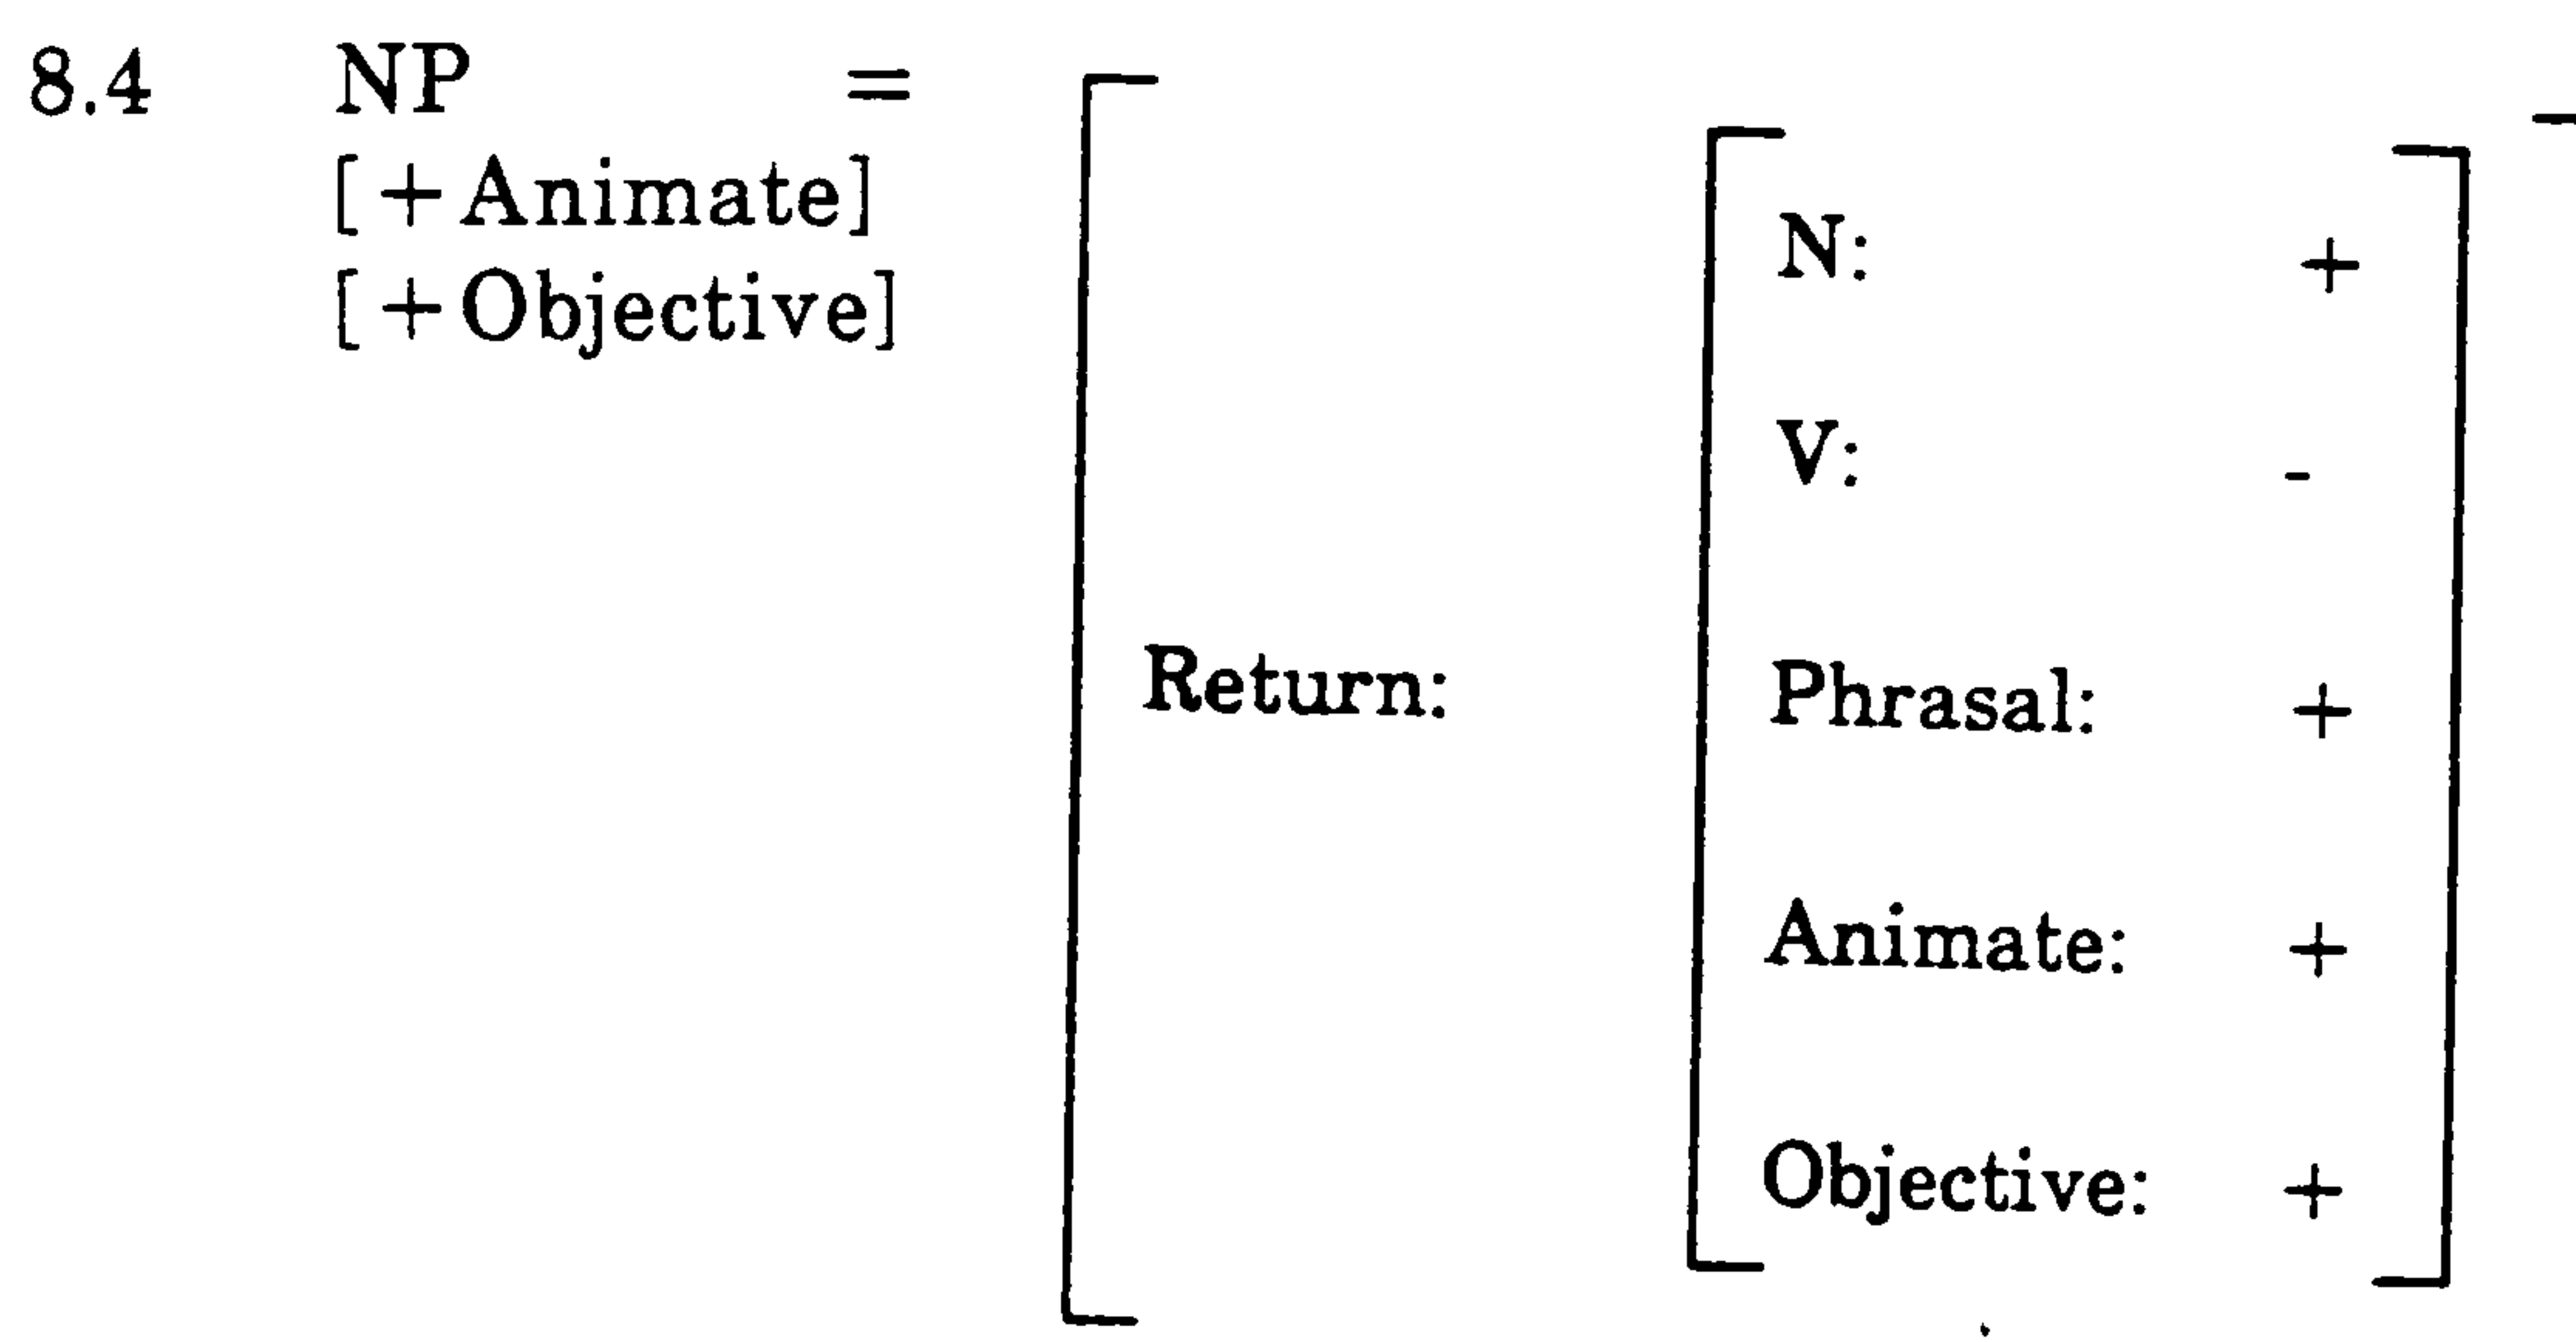 8.4 NP =
[+Animate]
[+Objective]
N: +
V: -
Return:
Phrasal: +
Animate: +
Objective: +